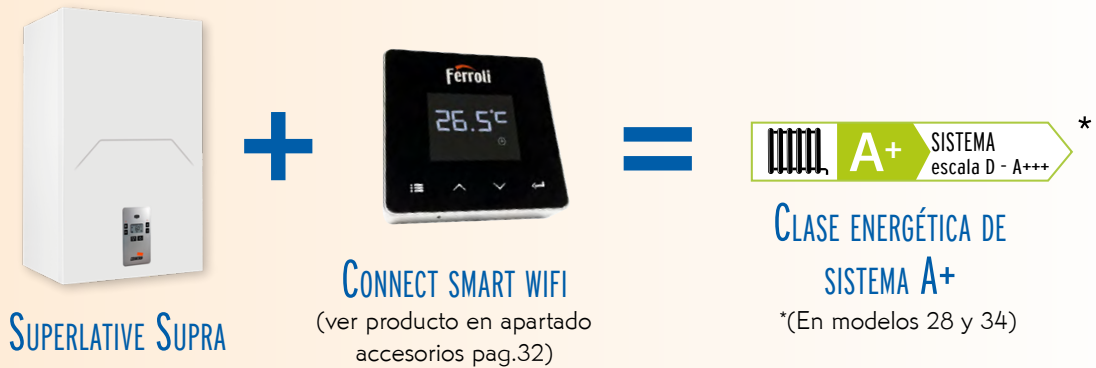 Superlative Supra
Ferroli
26.5°C
Connect smart wifi
(ver producto en apartado
accesorios pag.32)
A+
SISTEMA
escala D - A+++
*
Clase energética de
sistema A+
*(En modelos 28 y 34)